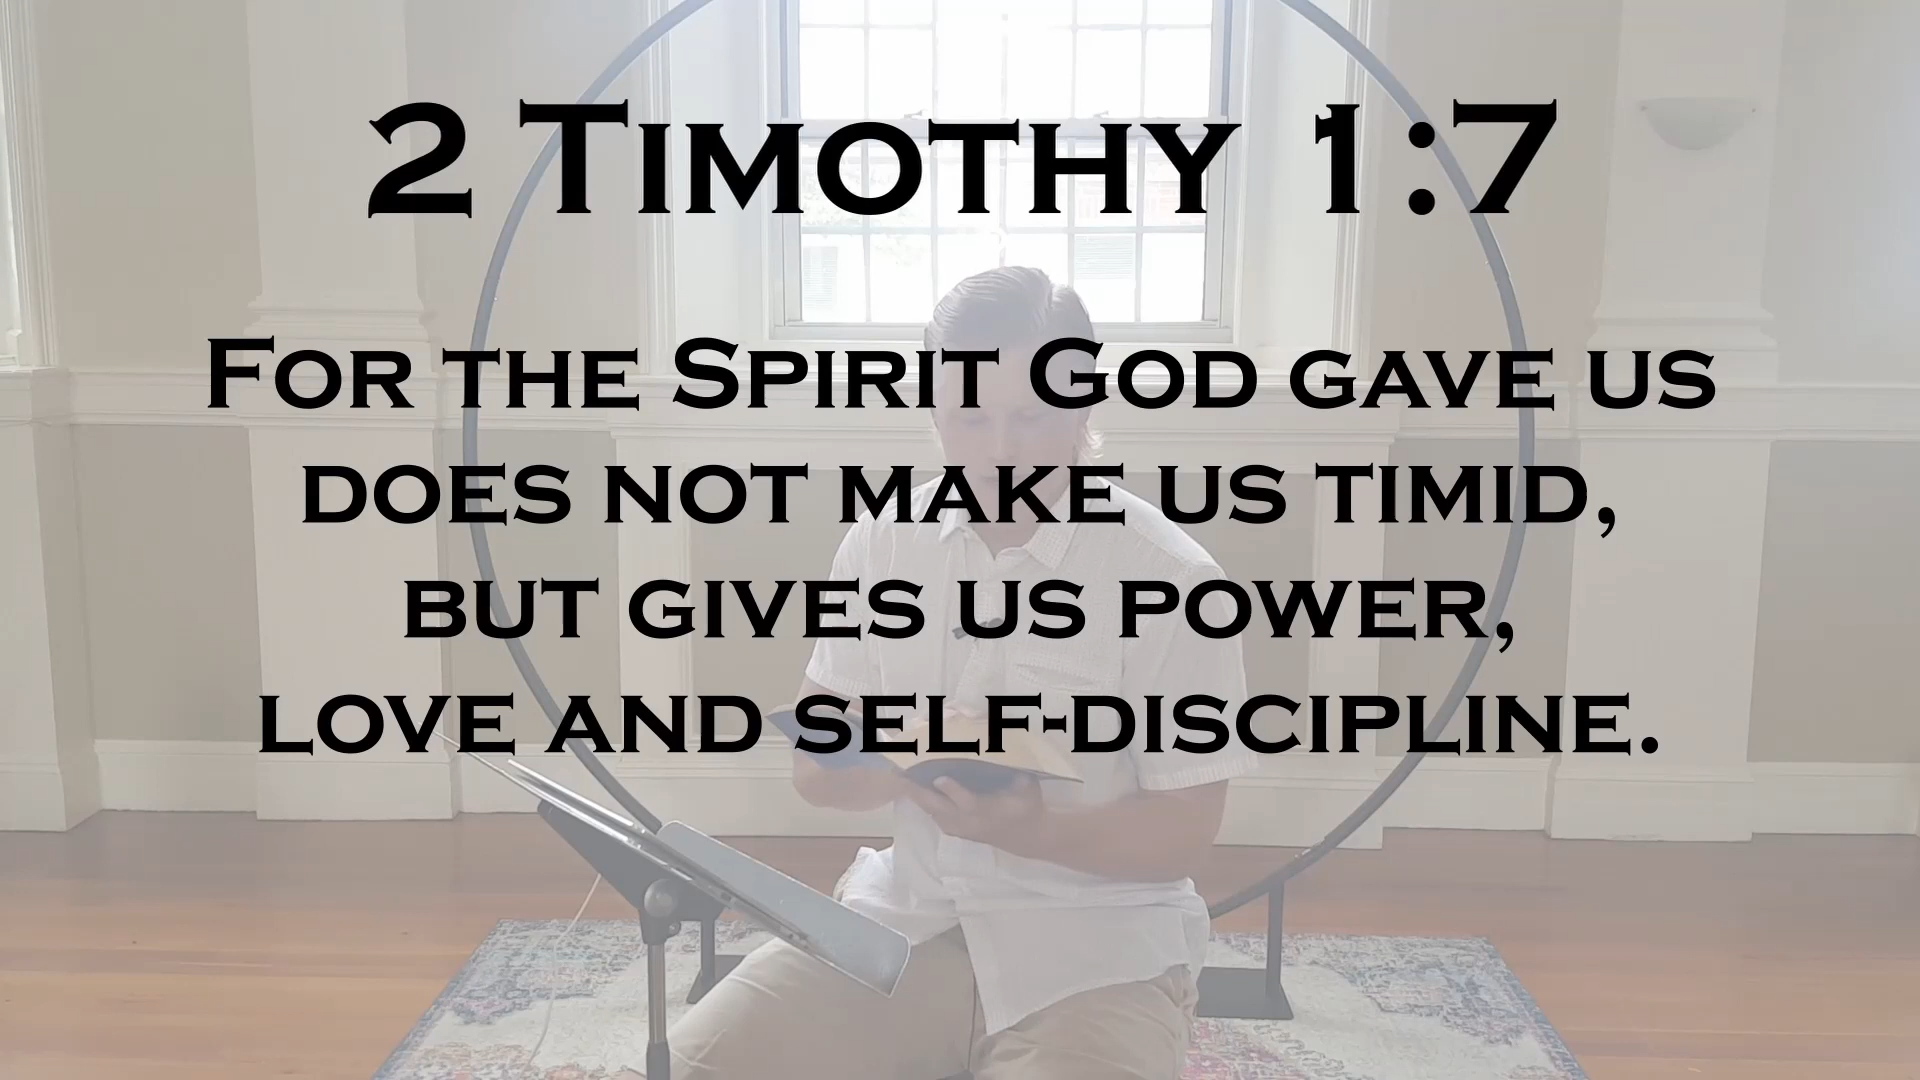 2 Timothy 1:7
For the Spirit God gave us
does not make us timid,
but gives us power,
love and self-discipline.